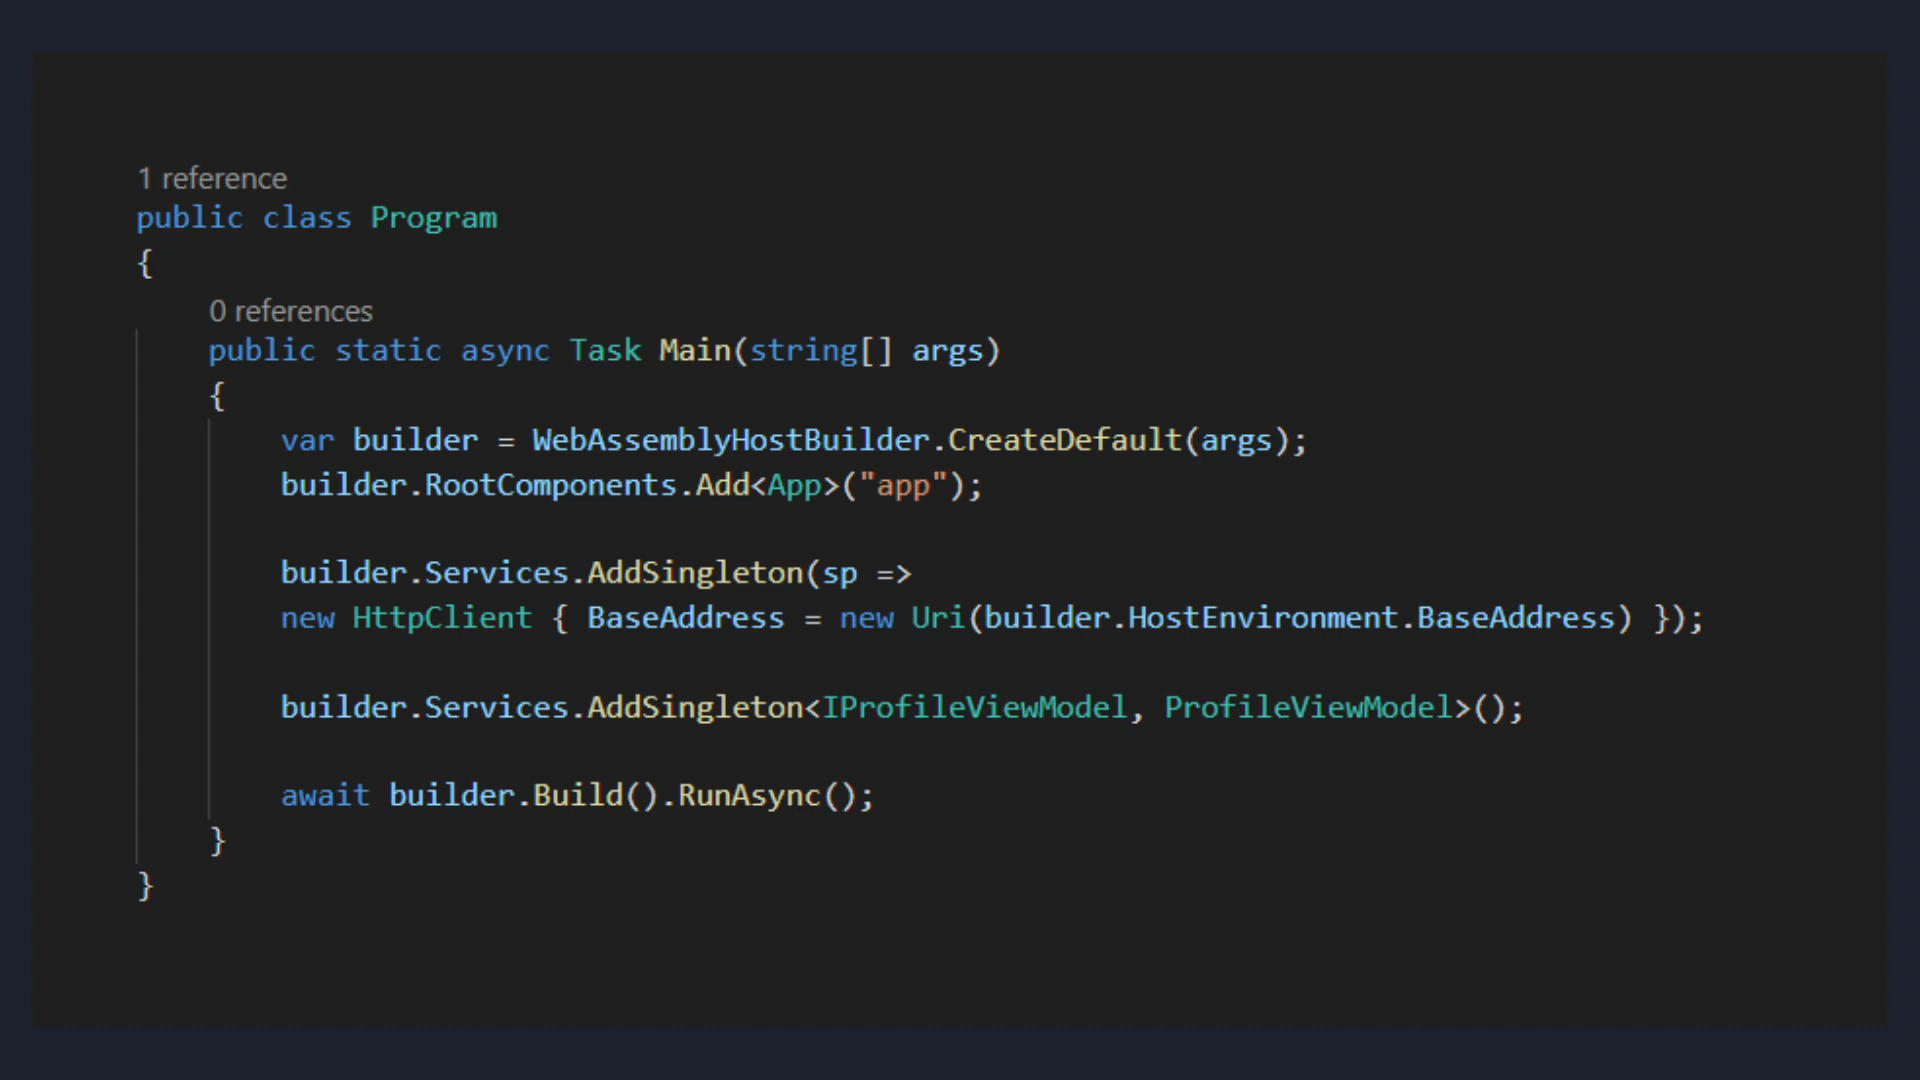 1 reference
public class Program
{
0 references
public static async Task Main(string[] args)
{
var builder = WebAssemblyHostBuilder.CreateDefault(args);
builder.RootComponents.Add<App>("app");
builder.Services.AddSingleton(sp =>
new HttpClient { BaseAddress = new Uri(builder.HostEnvironment.BaseAddress) });
builder.Services.AddSingleton<IProfileViewModel, ProfileViewModel>();
await builder.Build().RunAsync();
}
}